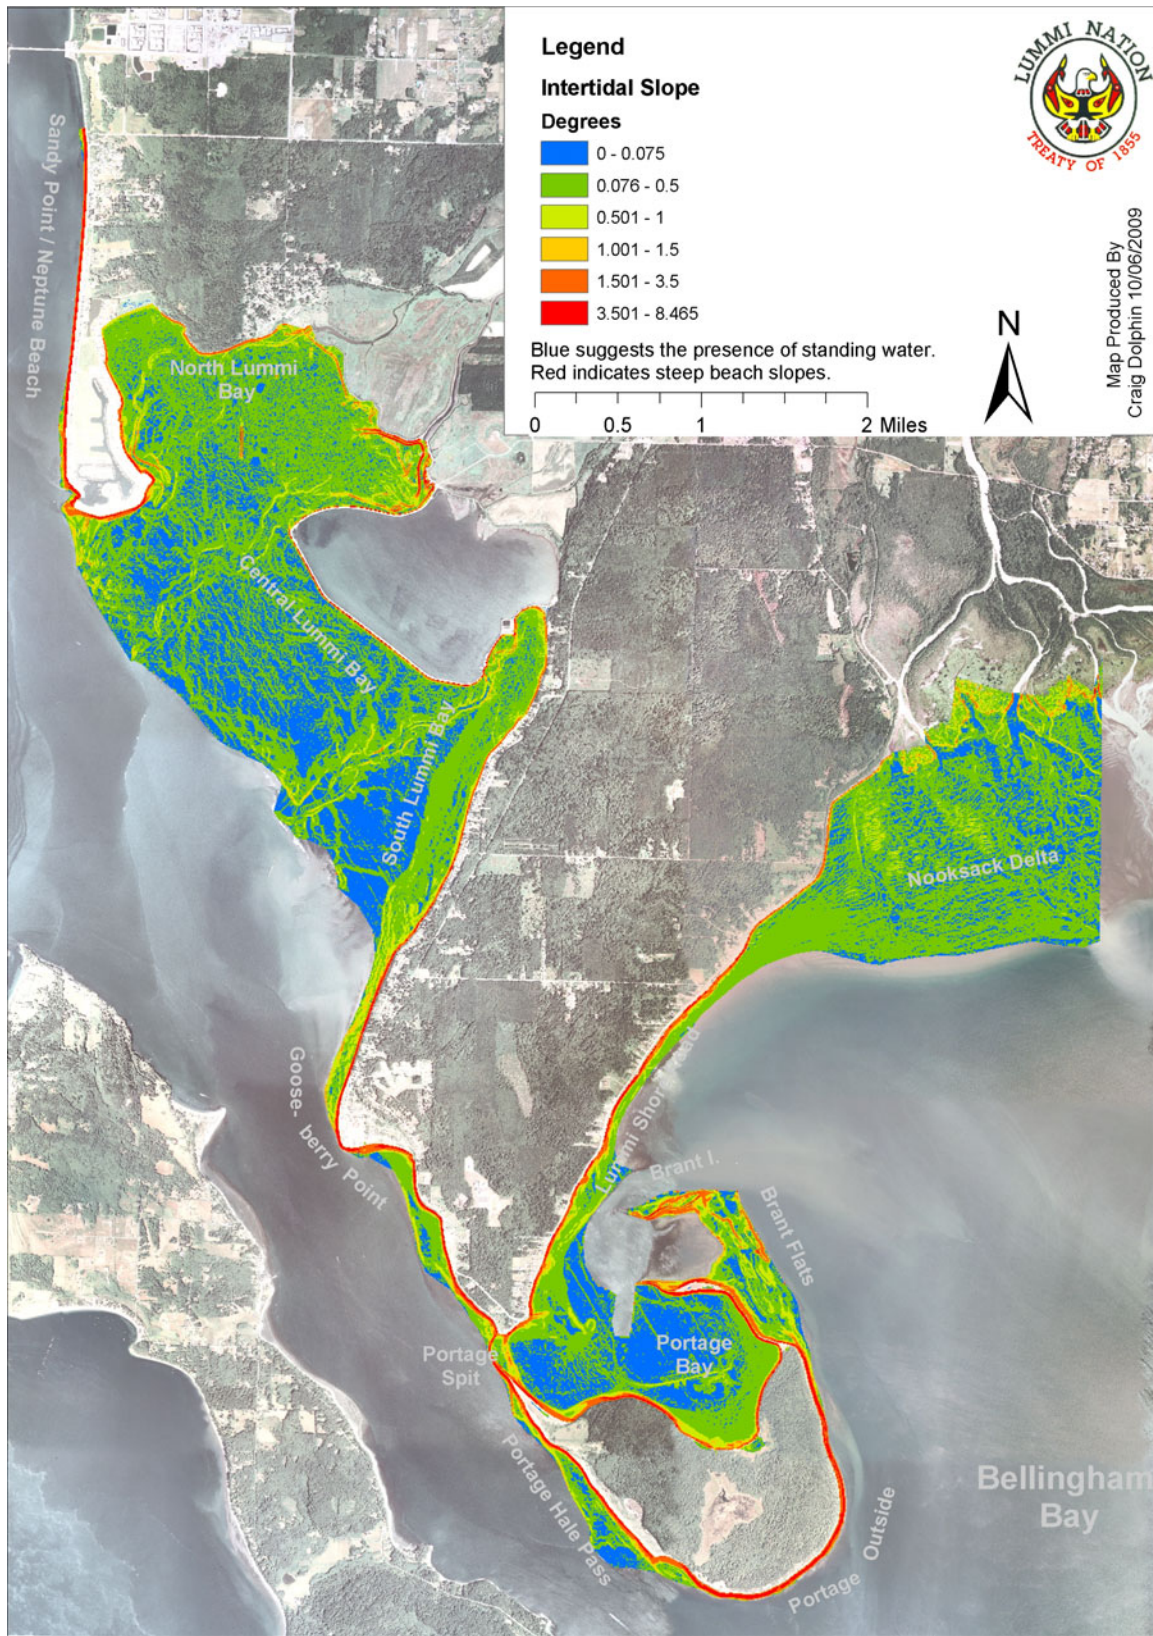 Legend
Intertidal Slope
Degrees
0 - 0.075
0.076 - 0.5
0.501 - 1
1.001 - 1.5
1.501 - 3.5
3.501 - 8.465
Blue suggests the presence of standing water.
Red indicates steep beach slopes.
0 0.5 1 2 Miles
N
LUMMI NATION
TREATY OF 1855
Map Produced By
Craig Dolphin 10/06/2009
Sandy Point / Neptune Beach
North Lummi
Bay
Central Lummi Bay
South Lummi Bay
Nooksack Delta
Goose-
berry Point
Lummi Shor
Brant I.
Brant Flats
Portage
Spit
Portage
Bay
Portage Hale Pass
Portage Outside
Bellingham
Bay